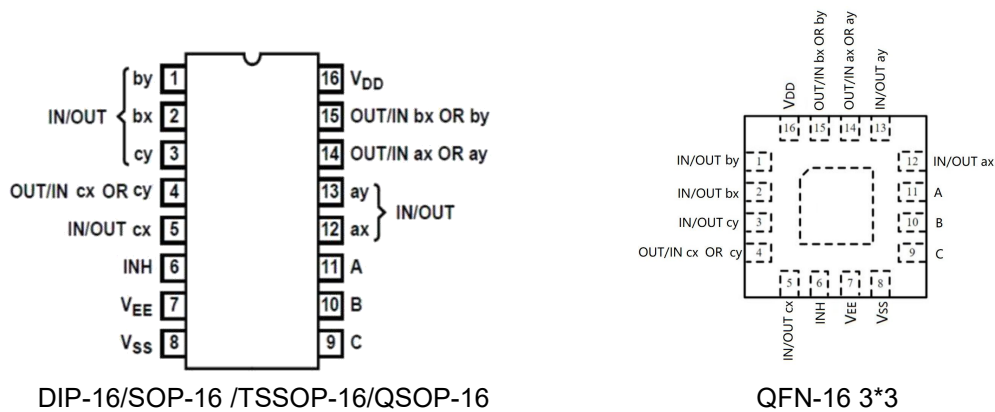 by 1 16 VDD
IN/OUT bx 2 15 OUT/IN bx OR by
cy 3 14 OUT/IN ax OR ay
OUT/IN cx OR cy 4 13 ay
IN/OUT
IN/OUT cx 5 12 ax
INH 6 11 A
VEE 7 10 B
VSS 8 9 C
DIP-16/SOP-16 /TSSOP-16/QSOP-16
VDD
OUT/IN bx OR by
OUT/IN ax OR ay
IN/OUT ay
16 15 14 13
IN/OUT by 1 12 IN/OUT ax
IN/OUT bx 2 11 A
IN/OUT cy 3 10 B
OUT/IN cx OR cy 4 9 C
5 6 7 8
IN/OUT cx
INH
VEE
VSS
QFN-16 3*3